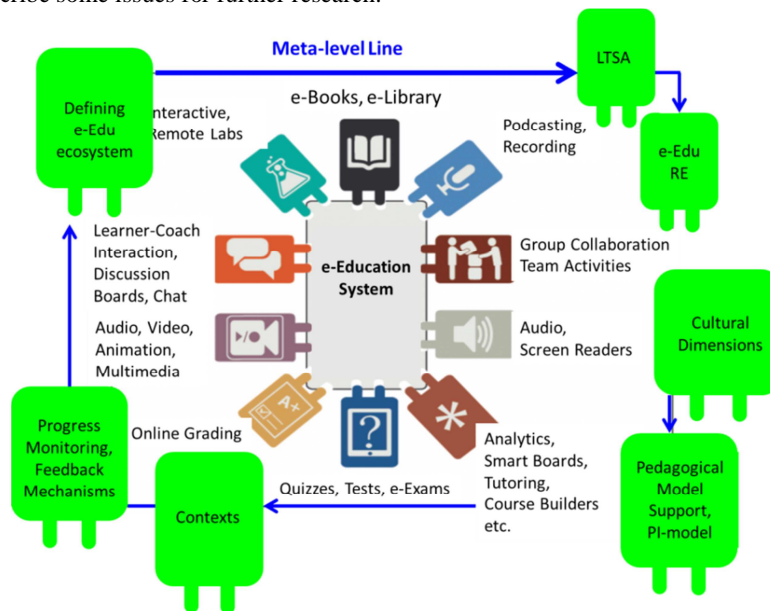 Meta-level Line
LTSA
Defining
e-Edu
ecosystem
e-Books, e-Library
Interactive,
Remote Labs
Podcasting,
Recording
e-Edu
RE
Learner-Coach
Interaction,
Discussion
Boards, Chat
e-Education
System
Group Collaboration
Team Activities
Cultural
Dimensions
Audio, Video,
Animation,
Multimedia
Audio,
Screen Readers
Progress
Monitoring,
Feedback
Mechanisms
Online Grading
A+
?
*
Analytics,
Smart Boards,
Tutoring,
Course Builders
etc.
Pedagogical
Model
Support,
PI-model
Quizzes, Tests, e-Exams
Contexts